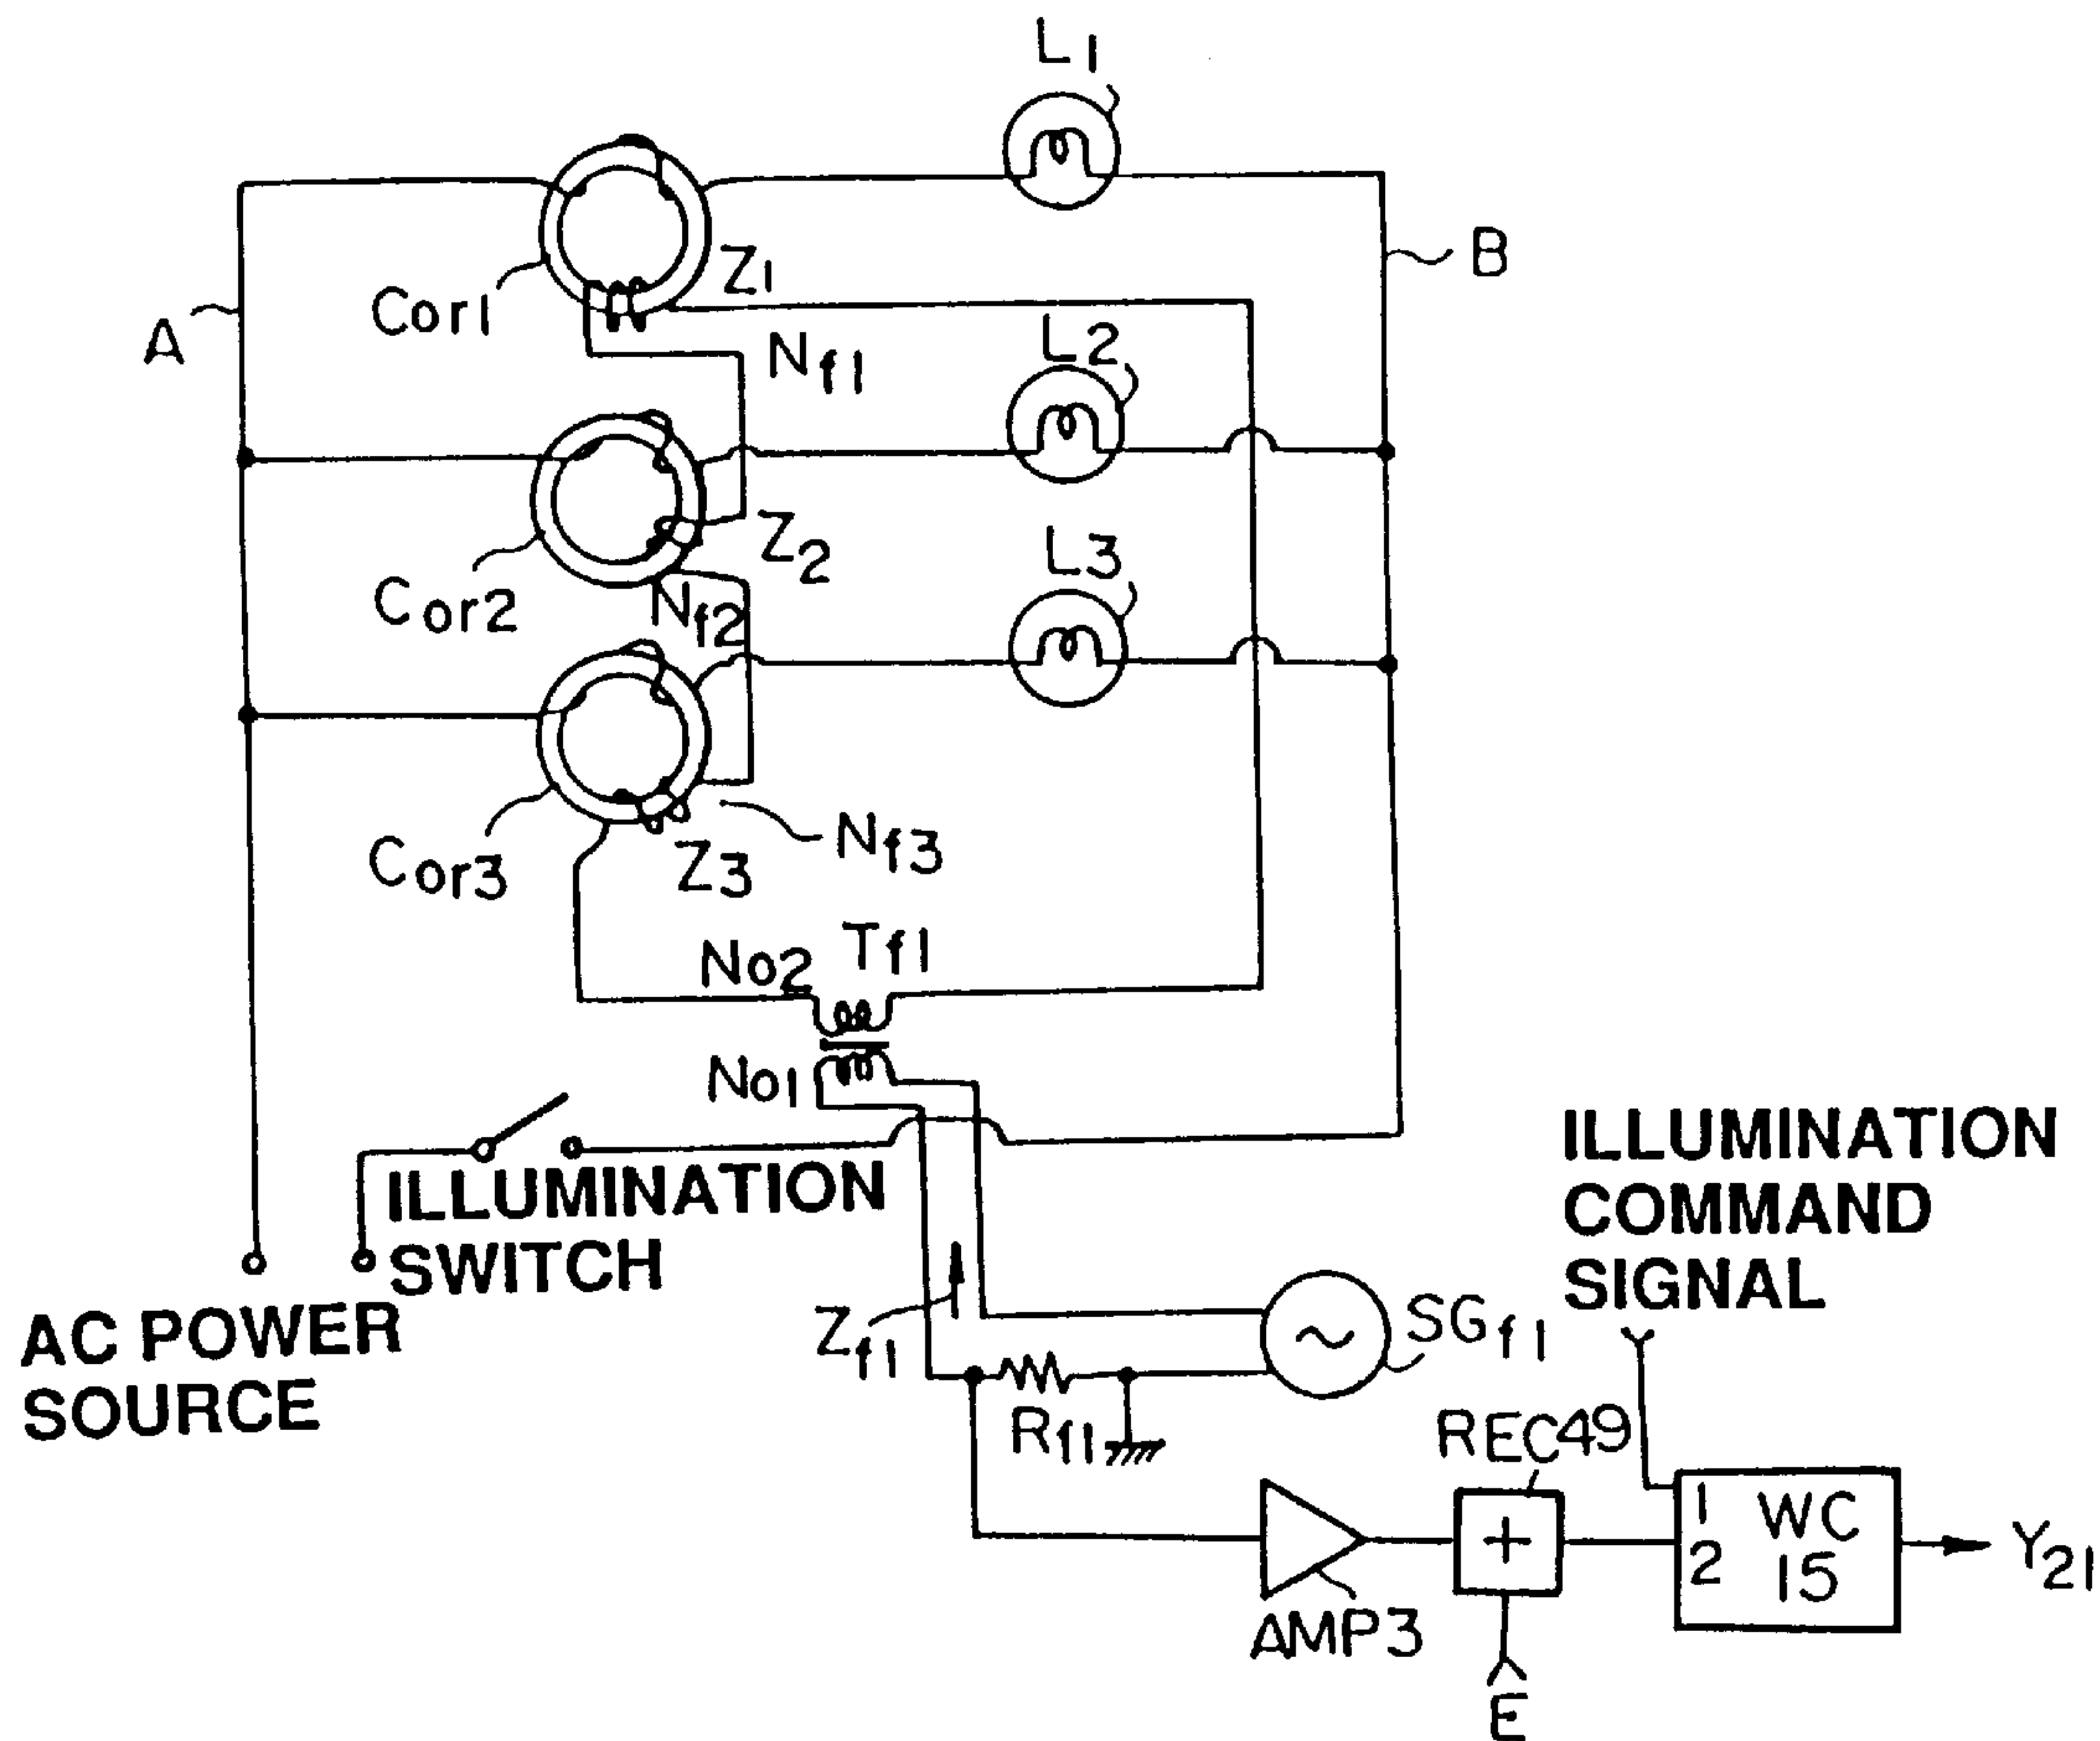 L1
Z1
B
Cor1
A
Nf1
L2
Z2
L3
Cor2
Nf2
Nf3
Cor3
Z3
No2 Tf1
No1
ILLUMINATION
SWITCH
ILLUMINATION
COMMAND
SIGNAL
AC POWER
SOURCE
Zf1
SGf1
Rf1
REC49
1 WC
2 15
Y21
AMP3
E